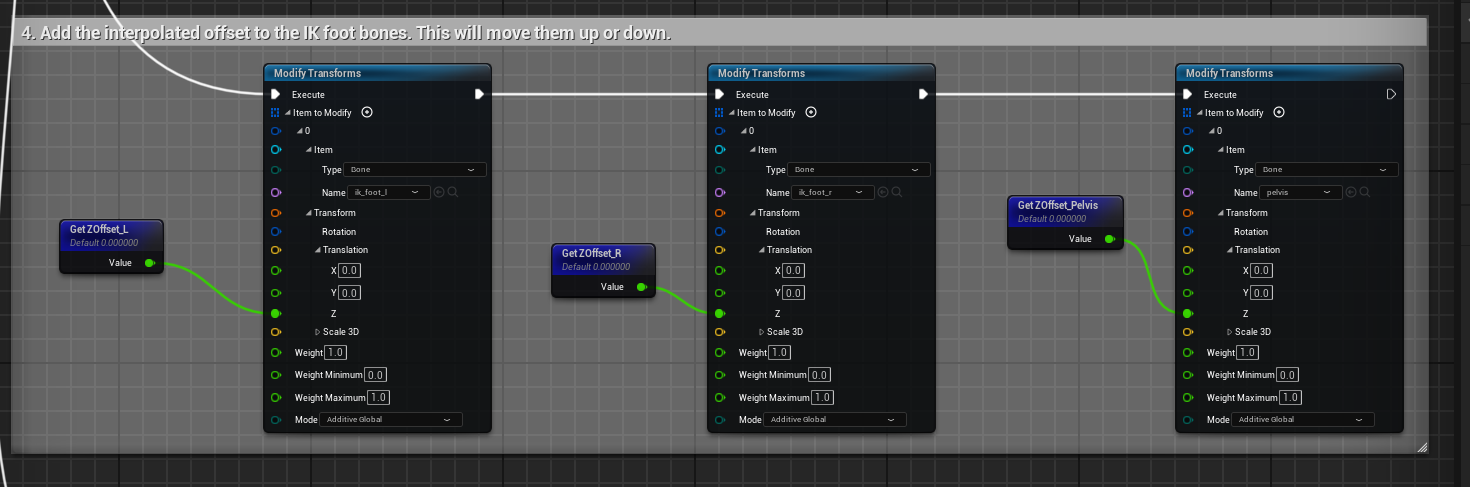 4. Add the interpolated offset to the IK foot bones. This will move them up or down.
Modify Transforms
Execute
Item to Modify
0
Item
Type Bone
Name ik_foot_l
Transform
Rotation
Translation
X 0.0
Y 0.0
Z
Scale 3D
Weight 1.0
Weight Minimum 0.0
Weight Maximum 1.0
Mode Additive Global
Get ZOffset_L
Default 0.000000
Value
Modify Transforms
Execute
Item to Modify
0
Item
Type Bone
Name ik_foot_r
Transform
Rotation
Translation
X 0.0
Y 0.0
Z
Scale 3D
Weight 1.0
Weight Minimum 0.0
Weight Maximum 1.0
Mode Additive Global
Get ZOffset_R
Default 0.000000
Value
Modify Transforms
Execute
Item to Modify
0
Item
Type Bone
Name pelvis
Transform
Rotation
Translation
X 0.0
Y 0.0
Z
Scale 3D
Weight 1.0
Weight Minimum 0.0
Weight Maximum 1.0
Mode Additive Global
Get ZOffset_Pelvis
Default 0.000000
Value